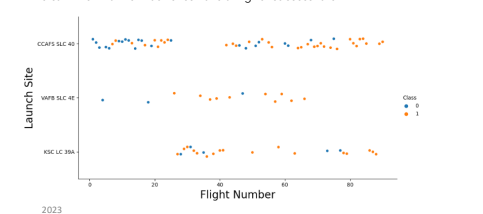 CCAFS SLC 40
VAFB SLC 4E
KSC LC 39A
Launch Site
0 20 40 60 80
Flight Number
Class
0
1
2023